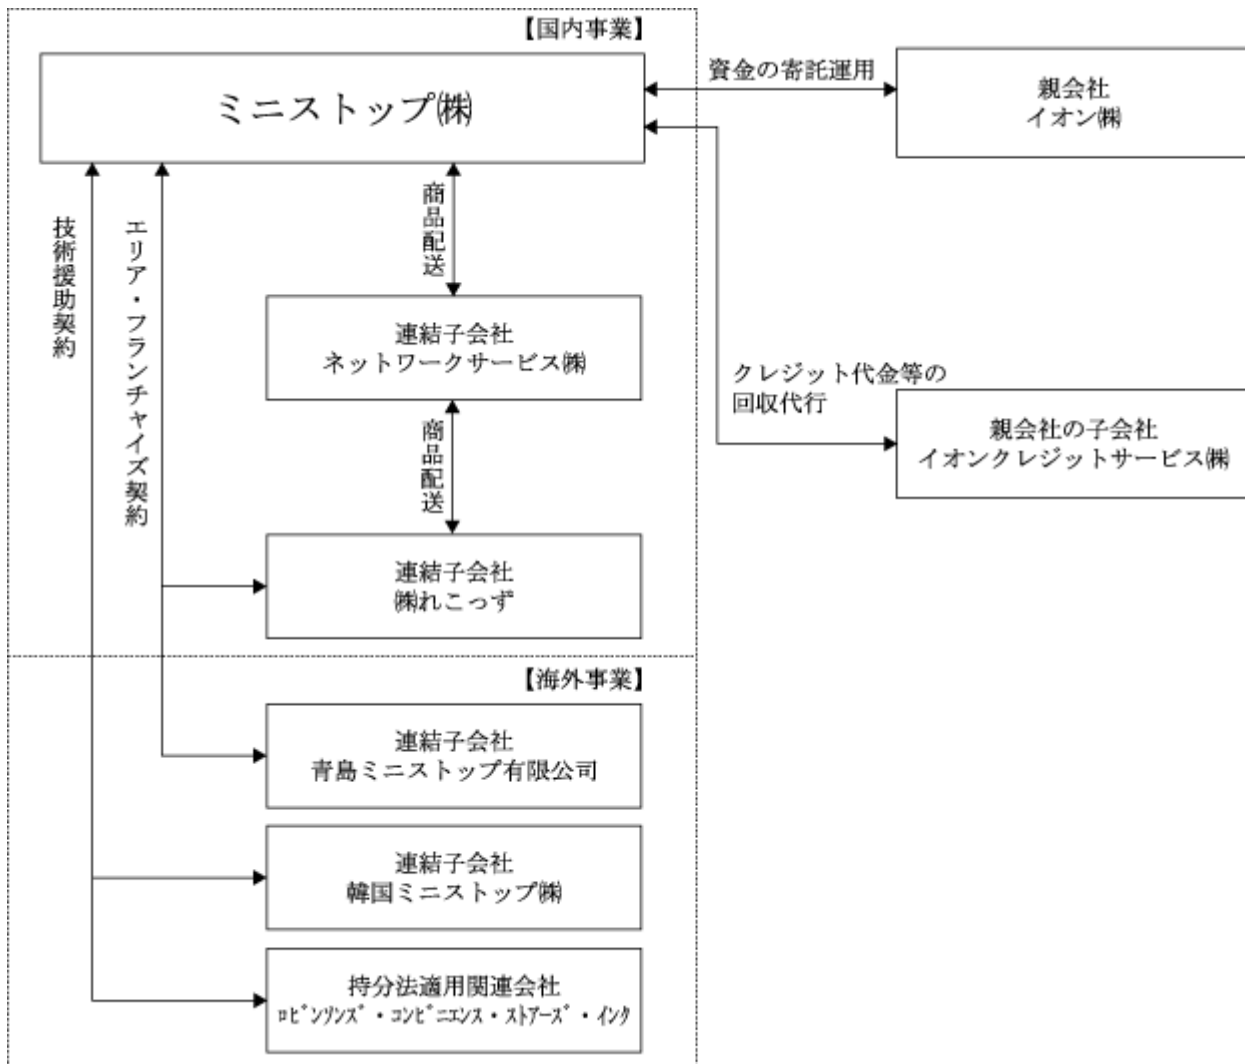 【国内事業】
ミニストップ㈱
資金の寄託運用
親会社
イオン㈱
技術援助契約
エリア・フランチャイズ契約
商品配送
連結子会社
ネットワークサービス㈱
クレジット代金等の
回収代行
親会社の子会社
イオンクレジットサービス㈱
商品配送
連結子会社
㈱れこっず
【海外事業】
連結子会社
青島ミニストップ有限公司
連結子会社
韓国ミニストップ㈱
持分法適用関連会社
ﾛﾋﾞﾝｿﾝｽﾞ・ｺﾝﾋﾞﾆｴﾝｽ・ｽﾄｱｰｽﾞ・ｲﾝｸ